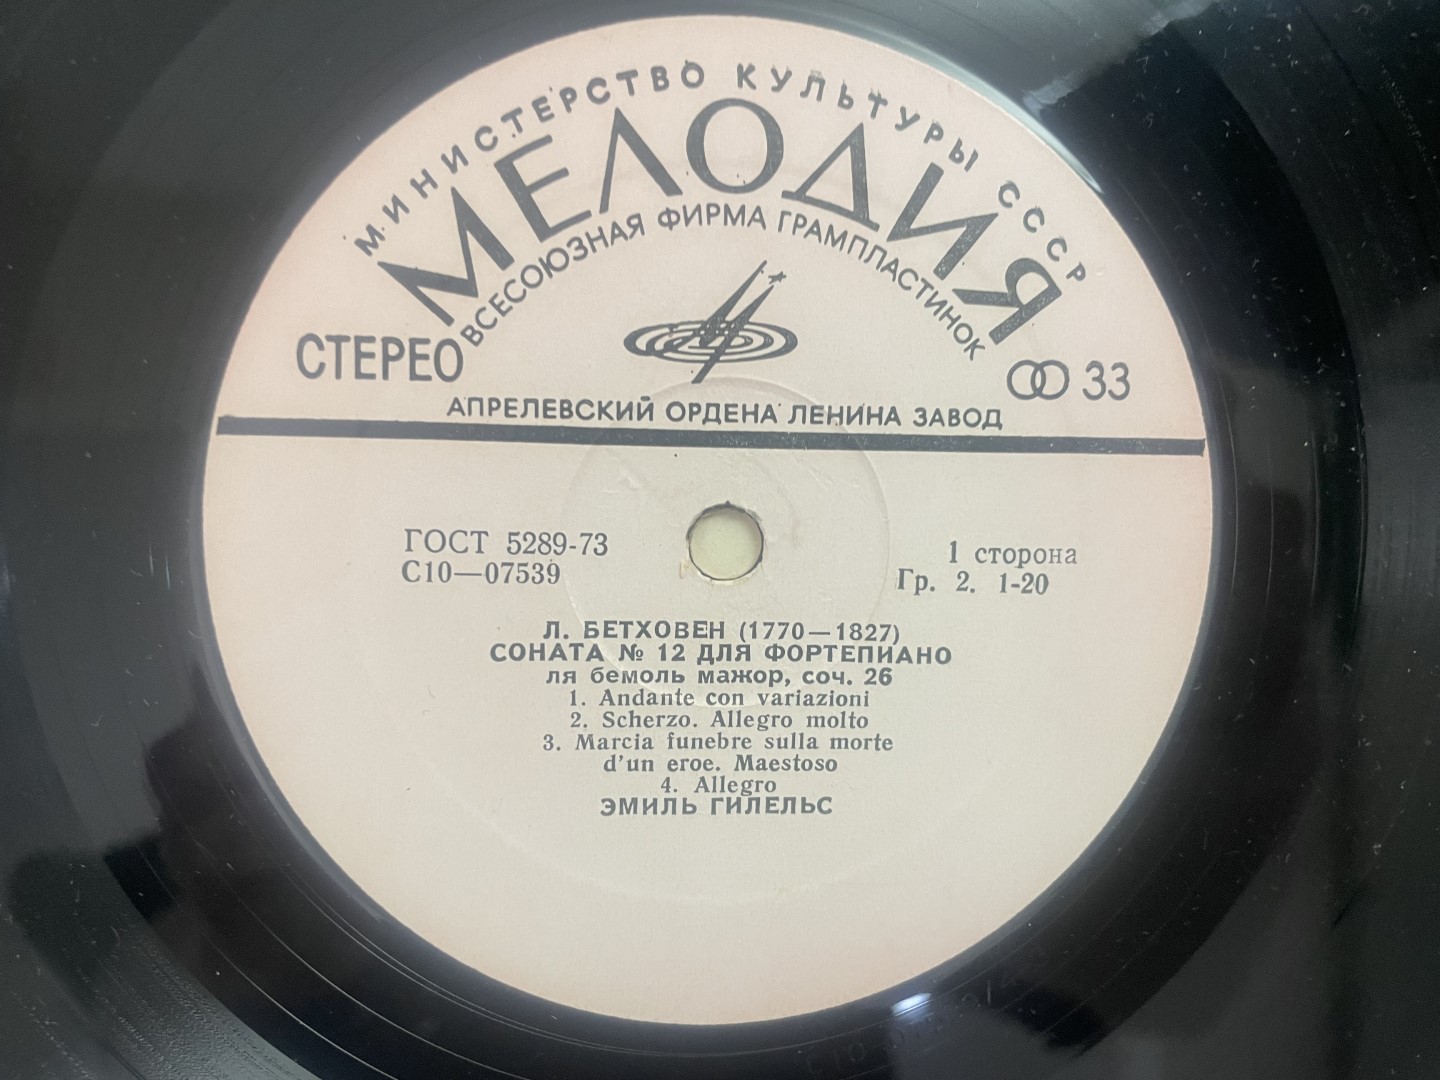 МИНИСТЕРСТВО КУЛЬТУРЫ СССР
МЕЛОДИЯ
ВСЕСОЮЗНАЯ ФИРМА ГРАМПЛАСТИНОК
СТЕРЕО
33
АПРЕЛЕВСКИЙ ОРДЕНА ЛЕНИНА ЗАВОД
ГОСТ 5289-73
С10—07539
1 сторона
Гр. 2. 1-20
Л. БЕТХОВЕН (1770—1827)
СОНАТА № 12 ДЛЯ ФОРТЕПИАНО
ля бемоль мажор, соч. 26
1. Andante con variazioni
2. Scherzo. Allegro molto
3. Marcia funebre sulla morte
d'un eroe. Maestoso
4. Allegro
ЭМИЛЬ ГИЛЕЛЬС